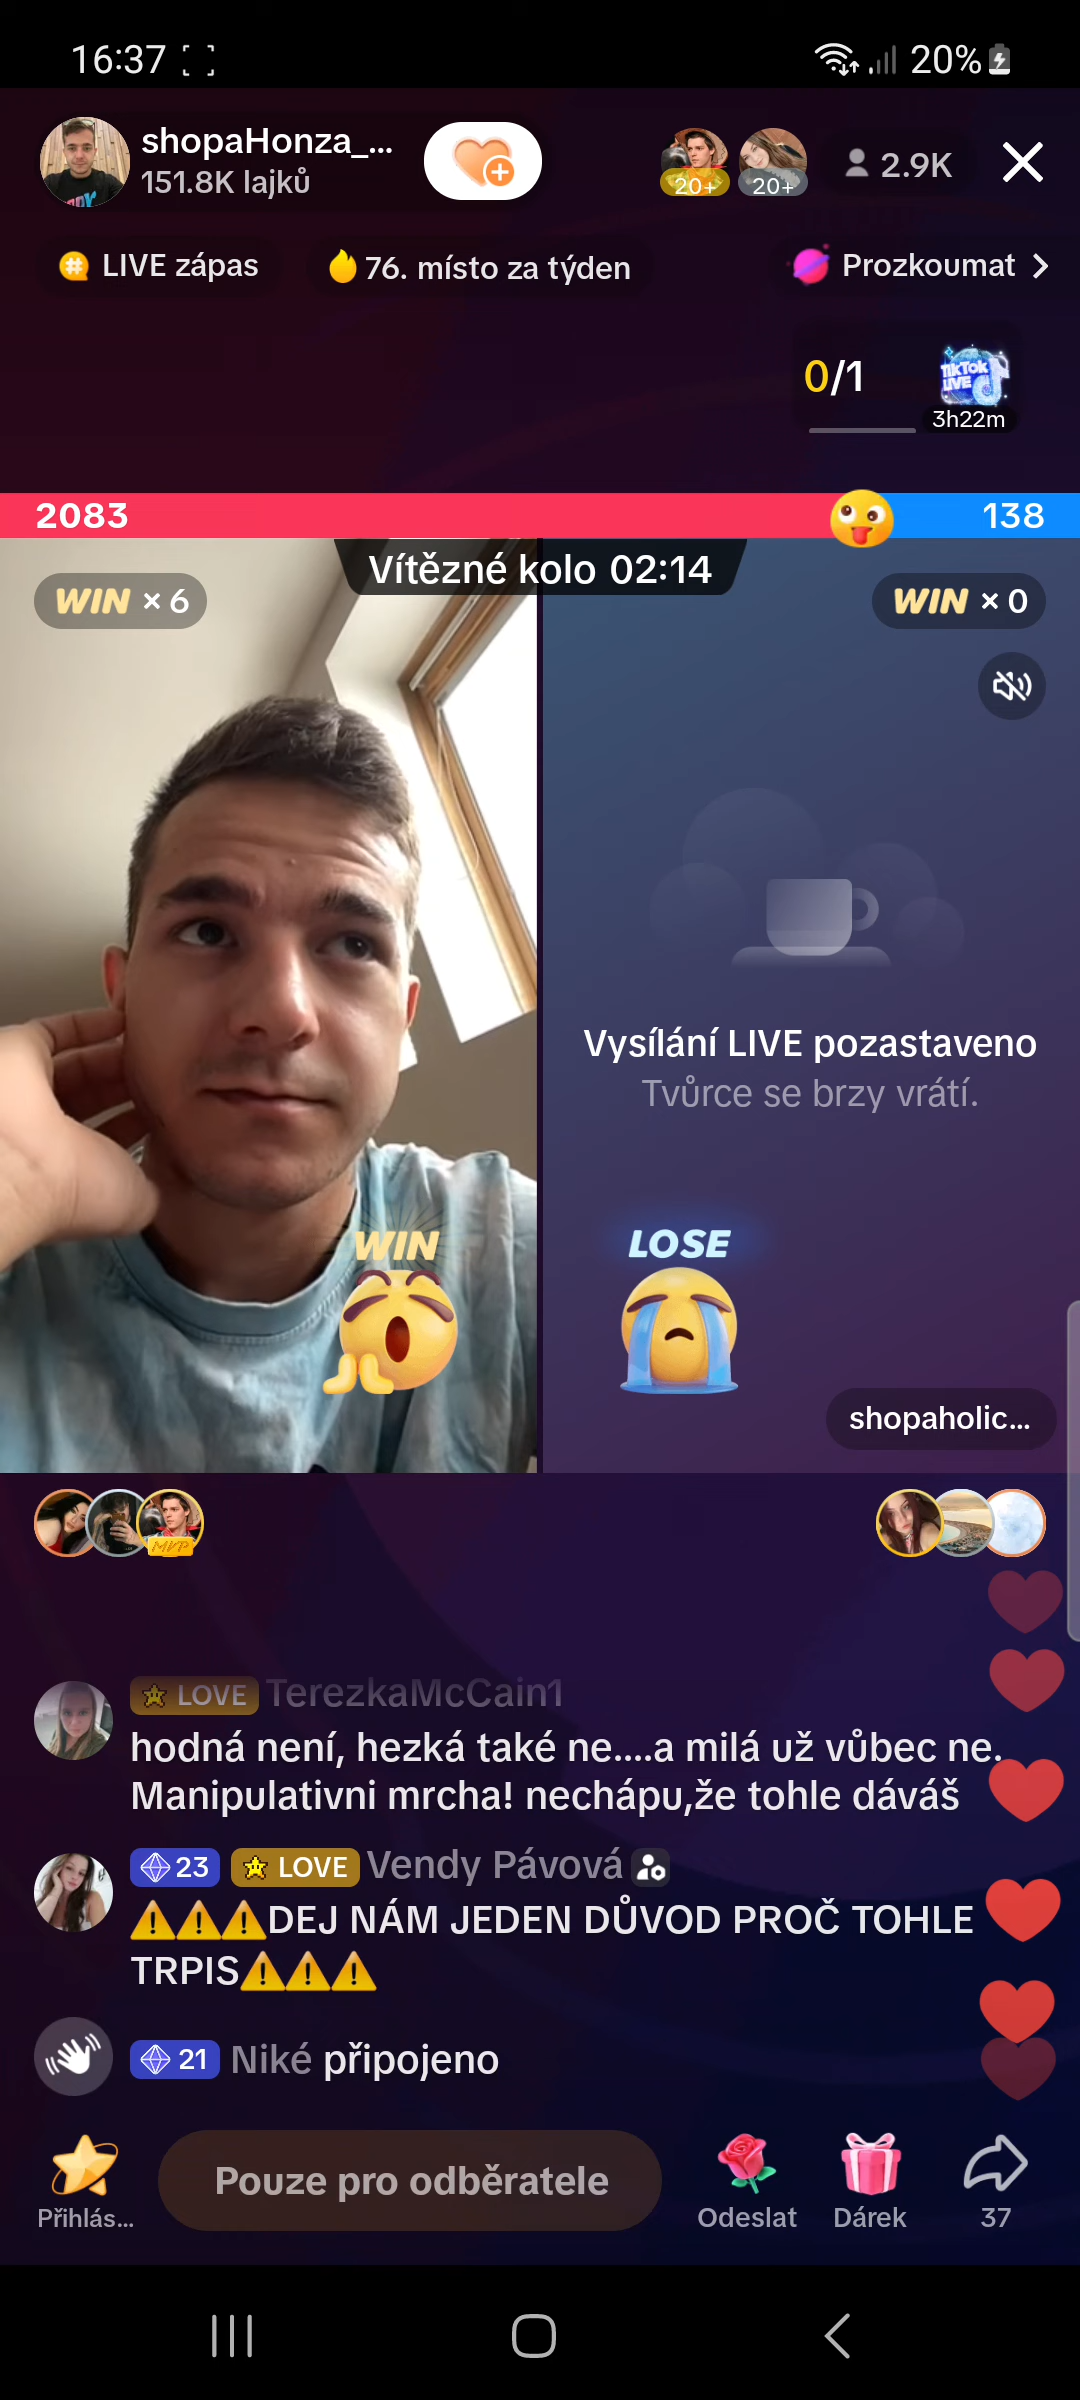 16:37
20%
shopaHonza_...
151.8K lajků
20+
20+
2.9K
LIVE zápas
76. místo za týden
Prozkoumat
0/1
TikTok LIVE
3h22m
2083
138
Vítězné kolo 02:14
WIN × 6
WIN × 0
Vysílání LIVE pozastaveno
Tvůrce se brzy vrátí.
WIN
LOSE
shopaholic...
MVP
LOVE TerezkaMcCain1
hodná není, hezká také ne....a milá už vůbec ne.
Manipulativni mrcha! nechápu,že tohle dáváš
23 LOVE Vendy Pávová
⚠️⚠️⚠️DEJ NÁM JEDEN DŮVOD PROČ TOHLE
TRPIS⚠️⚠️⚠️
21 Niké připojeno
Přihlás...
Pouze pro odběratele
Odeslat
Dárek
37